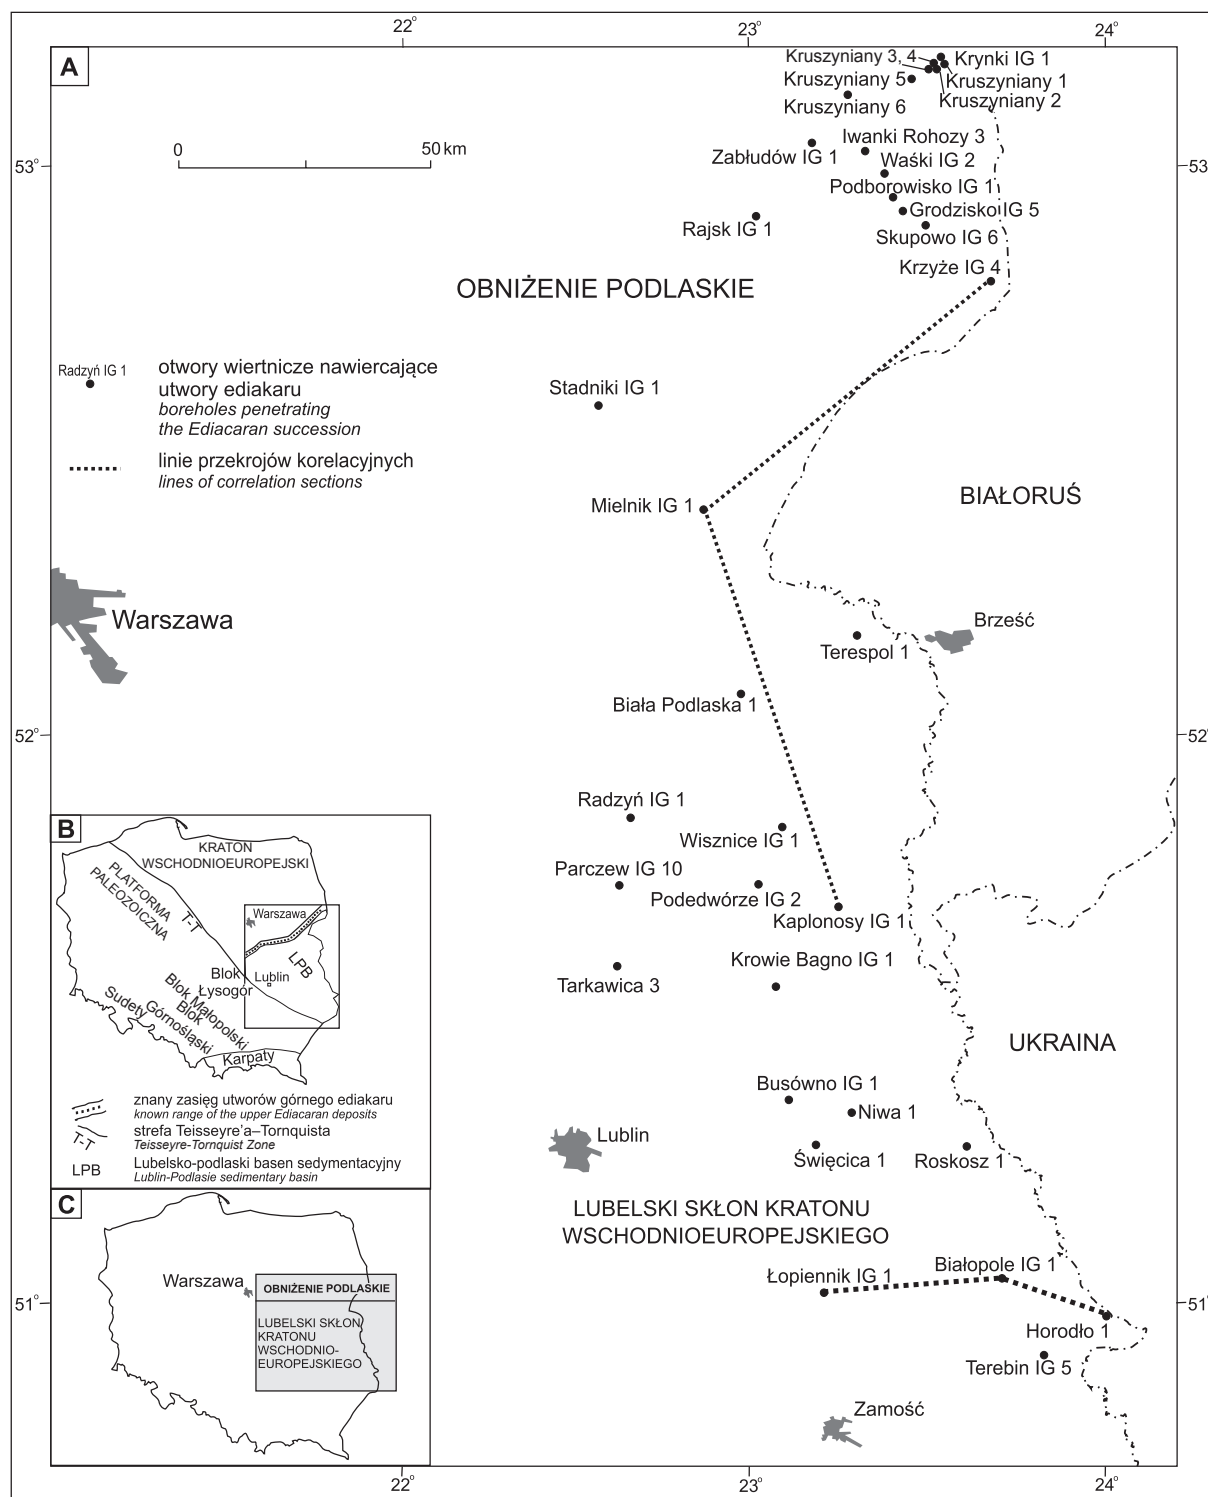 22°
23°
24°
A
Kruszyniany 3, 4
Krynki IG 1
Kruszyniany 5
Kruszyniany 1
Kruszyniany 2
Kruszyniany 6
0
50 km
Iwanki Rohozy 3
53°
Zabłudów IG 1
Waśki IG 2
53
Podborowisko IG 1
Grodzisko IG 5
Rajsk IG 1
Skupowo IG 6
Krzyże IG 4
OBNIŻENIE PODLASKIE
Radzyń IG 1
otwory wiertnicze nawiercające
utwory ediakaru
boreholes penetrating
the Ediacaran succession
Stadniki IG 1
linie przekrojów korelacyjnych
lines of correlation sections
BIAŁORUŚ
Mielnik IG 1
Warszawa
Brześć
Terespol 1
Biała Podlaska 1
52°
52°
Radzyń IG 1
Wisznice IG 1
Parczew IG 10
Podedwórze IG 2
Kaplonosy IG 1
Krowie Bagno IG 1
Tarkawica 3
UKRAINA
Busówno IG 1
Niwa 1
Lublin
Święcica 1
Roskosz 1
LUBELSKI SKŁON KRATONU
WSCHODNIOEUROPEJSKIEGO
Białopole IG 1
Łopiennik IG 1
51°
51°
Horodło 1
Terebin IG 5
Zamość
B
KRATON
WSCHODNIOEUROPEJSKI
PLATFORMA
PALEOZOICZNA
T-T
Warszawa
LPB
Blok
Łysogór
Lublin
Blok Małopolski
Blok
Górnośląski
Sudety
Karpaty
znany zasięg utworów górnego ediakaru
known range of the upper Ediacaran deposits
T-T
strefa Teisseyre'a–Tornquista
Teisseyre-Tornquist Zone
LPB
Lubelsko-podlaski basen sedymentacyjny
Lublin-Podlasie sedimentary basin
C
Warszawa
OBNIŻENIE PODLASKIE
LUBELSKI SKŁON
KRATONU
WSCHODNIO-
EUROPEJSKIEGO
22°
23°
24°